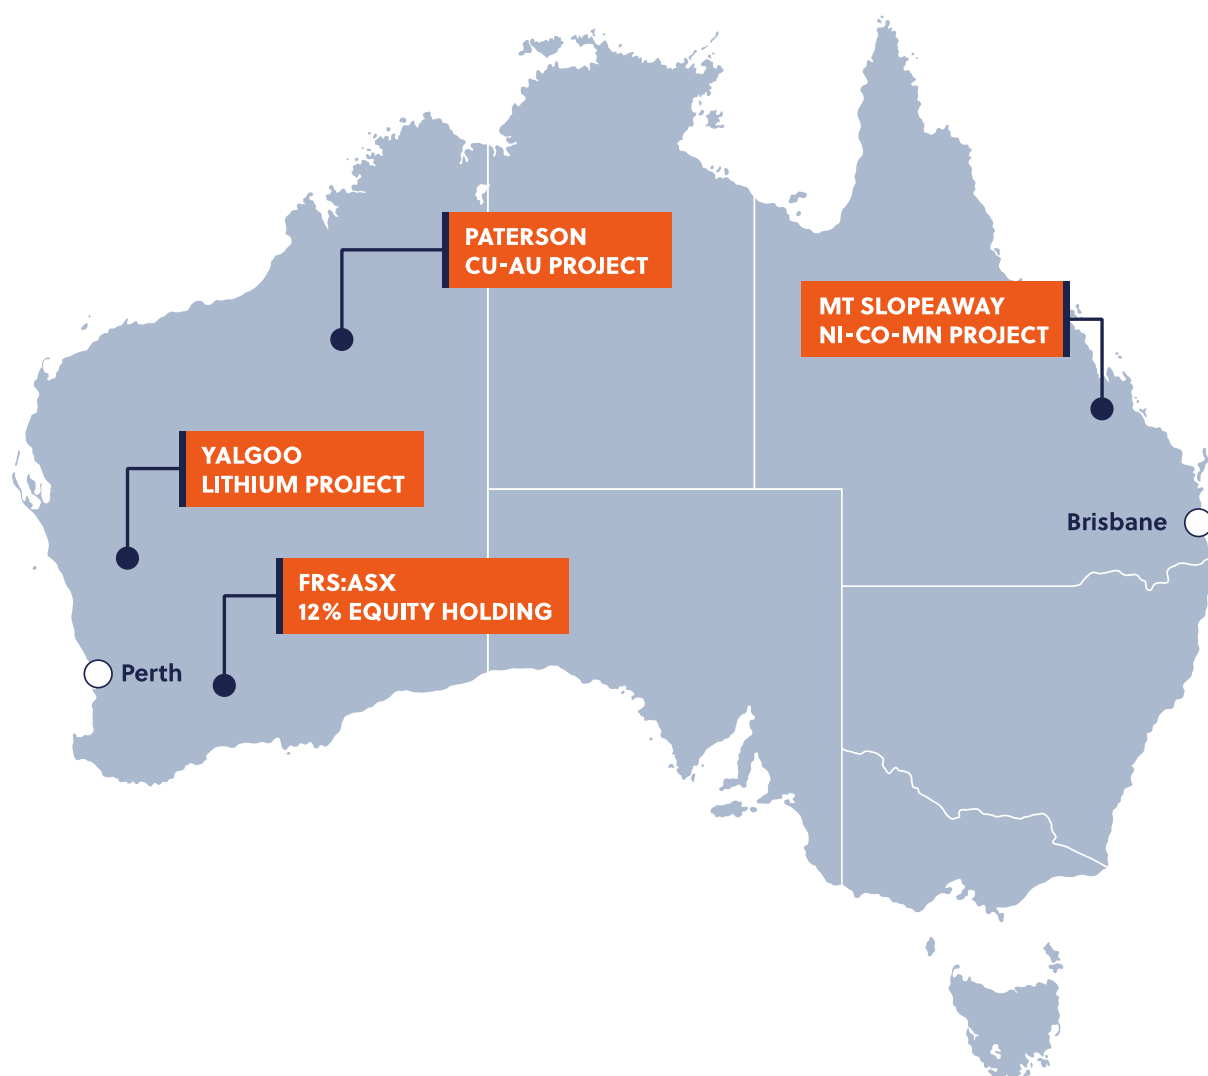 PATERSON
CU-AU PROJECT
MT SLOPEAWAY
NI-CO-MN PROJECT
YALGOO
LITHIUM PROJECT
Brisbane
FRS:ASX
12% EQUITY HOLDING
Perth